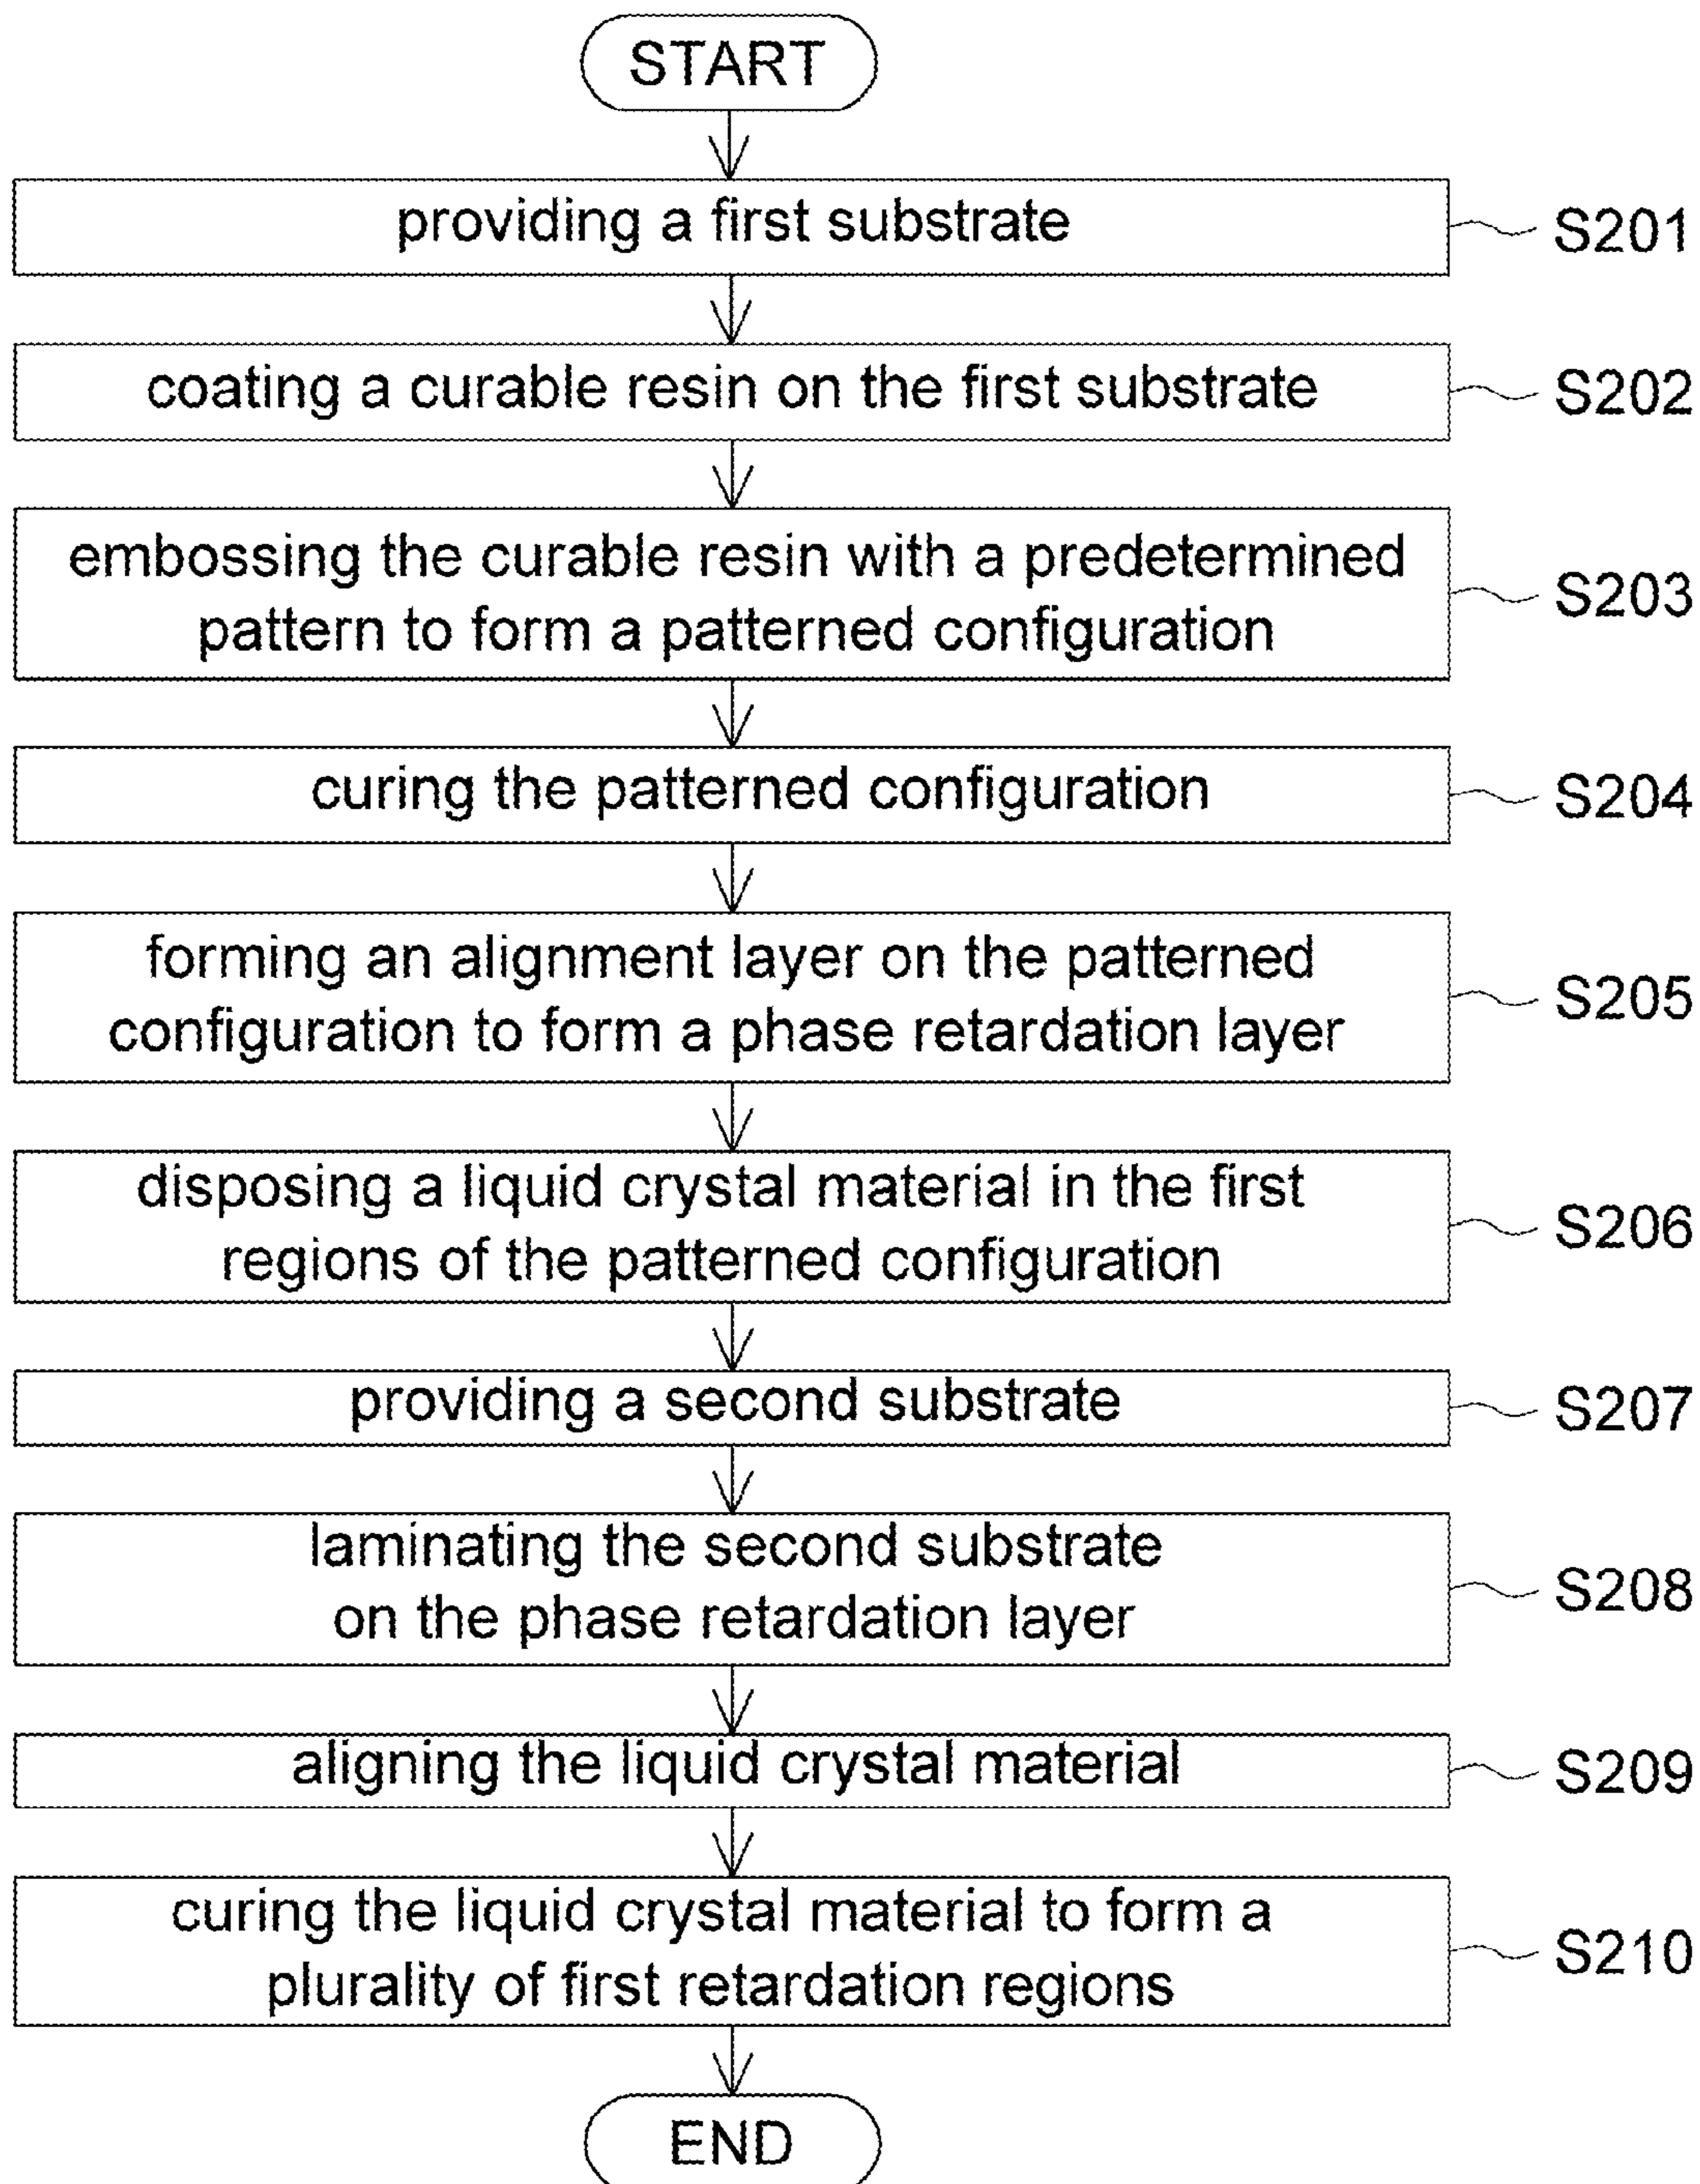 START
providing a first substrate
S201
coating a curable resin on the first substrate
S202
embossing the curable resin with a predetermined
pattern to form a patterned configuration
S203
curing the patterned configuration
S204
forming an alignment layer on the patterned
configuration to form a phase retardation layer
S205
disposing a liquid crystal material in the first
regions of the patterned configuration
S206
providing a second substrate
S207
laminating the second substrate
on the phase retardation layer
S208
aligning the liquid crystal material
S209
curing the liquid crystal material to form a
plurality of first retardation regions
S210
END